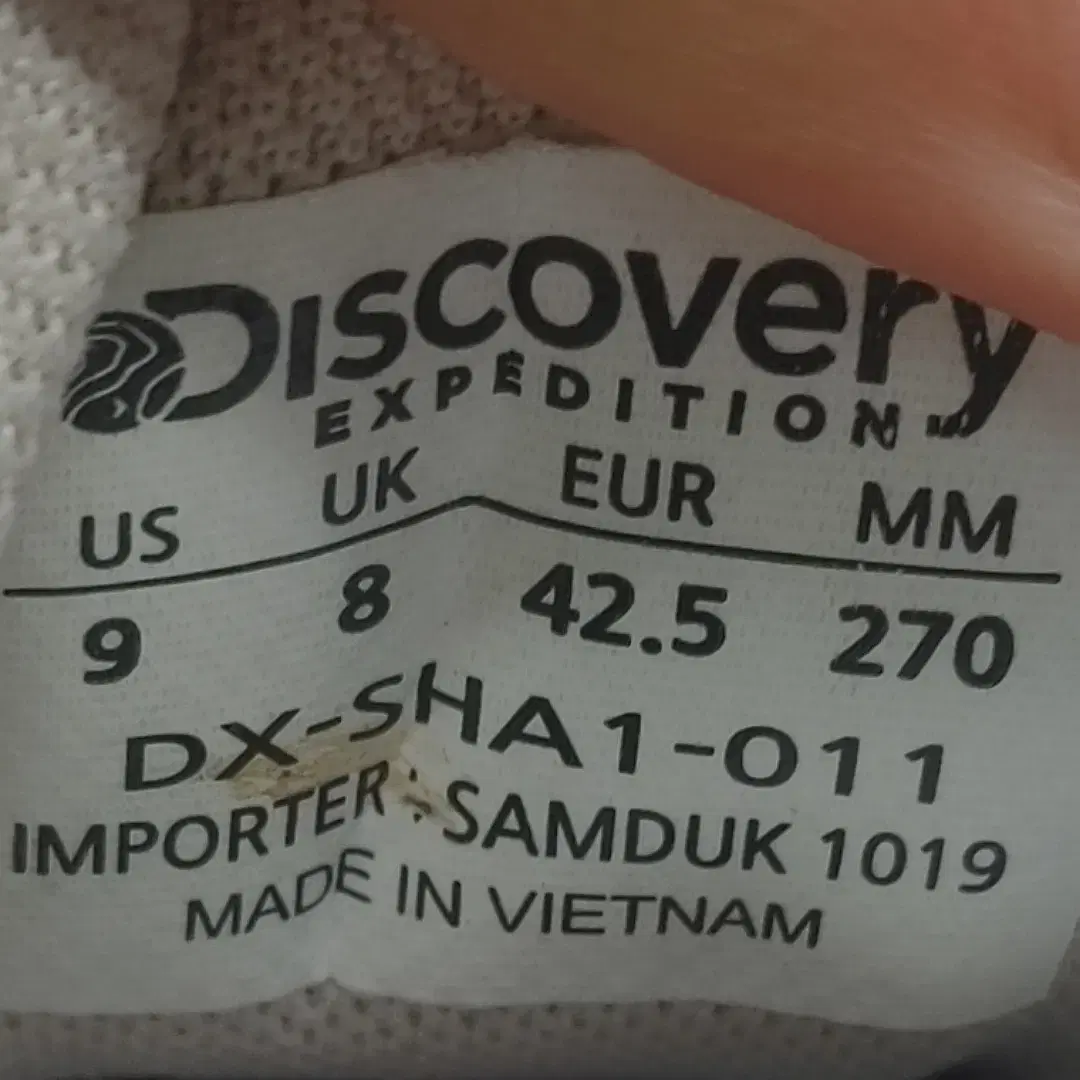 Discovery
EXPEDITION
US UK EUR MM
9 8 42.5 270
DX-SHA1-011
IMPORTER : SAMDUK 1019
MADE IN VIETNAM